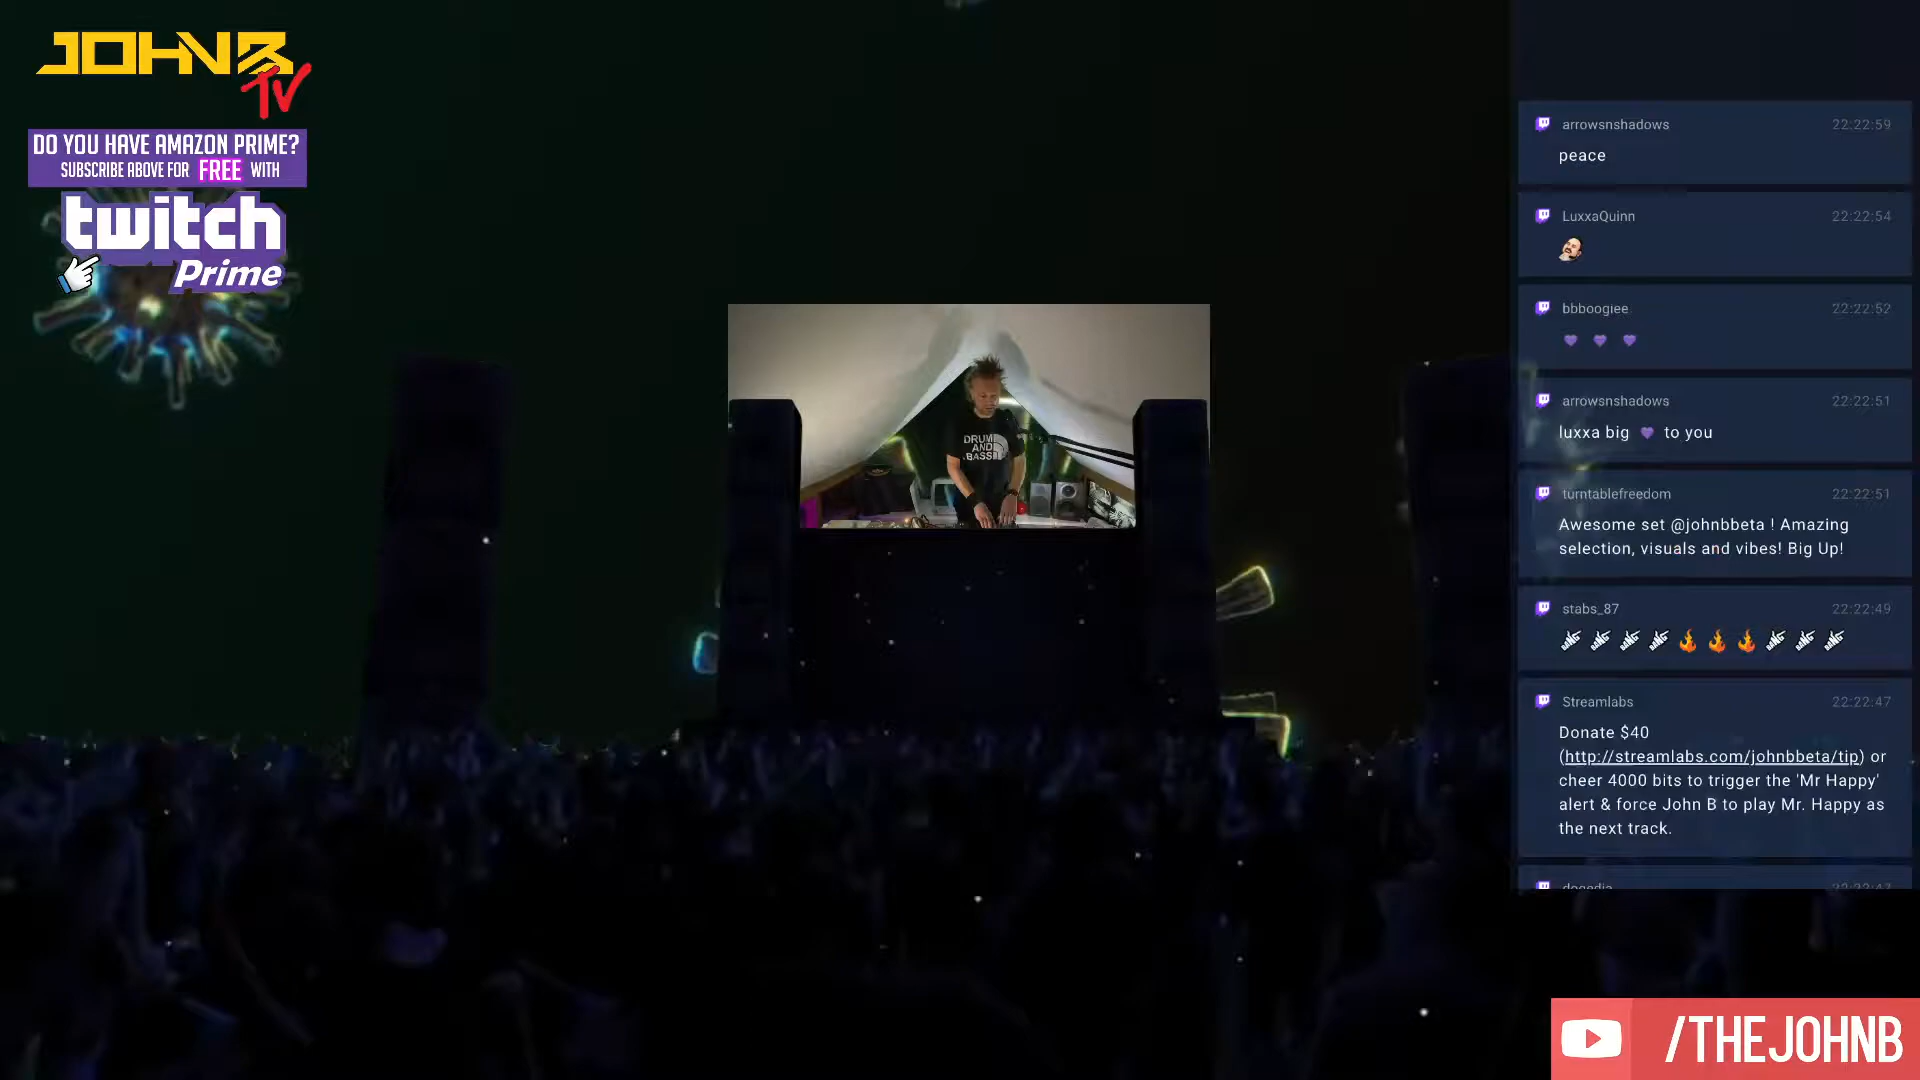 JOHN B
TV
DO YOU HAVE AMAZON PRIME?
SUBSCRIBE ABOVE FOR FREE WITH
twitch
Prime
DRUM
AND
BASS
arrowsnshadows 22:22:59
peace
LuxxaQuinn 22:22:54
bbboogiee 22:22:52
arrowsnshadows 22:22:51
luxxa big 💜 to you
turntablefreedom 22:22:51
Awesome set @johnbbeta ! Amazing
selection, visuals and vibes! Big Up!
stabs_87 22:22:49
Streamlabs 22:22:47
Donate $40
(http://streamlabs.com/johnbbeta/tip) or
cheer 4000 bits to trigger the 'Mr Happy'
alert & force John B to play Mr. Happy as
the next track.
/THEJOHNB